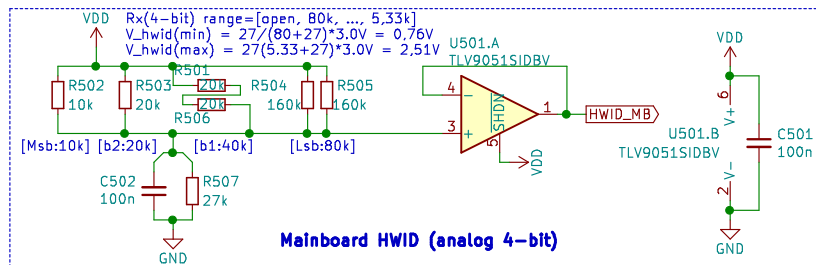 VDD
Rx(4-bit) range=[open, 80k, ..., 5,33k]
V_hwid(min) = 27/(80+27)*3.0V = 0,76V
V_hwid(max) = 27(5.33+27)*3.0V = 2,51V
R502
10k
R503
20k
R501
20k
20k
R506
R504
160k
R505
160k
[Msb:10k] [b2:20k] [b1:40k] [Lsb:80k]
C502
100n
R507
27k
GND
U501.A
TLV9051SIDBV
4
3
1
5
SHDN
VDD
HWID_MB
VDD
6
V+
U501.B
TLV9051SIDBV
V-
2
C501
100n
GND
Mainboard HWID (analog 4-bit)